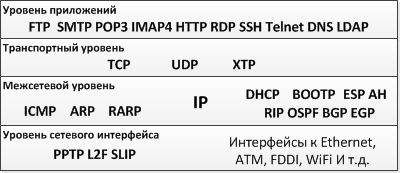 Уровень приложений
FTP SMTP POP3 IMAP4 HTTP RDP SSH Telnet DNS LDAP
Транспортный уровень
TCP UDP XTP
Межсетевой уровень
ICMP ARP RARP
IP
DHCP BOOTP ESP AH
RIP OSPF BGP EGP
Уровень сетевого интерфейса
PPTP L2F SLIP
Интерфейсы к Ethernet,
ATM, FDDI, WiFi И т.д.